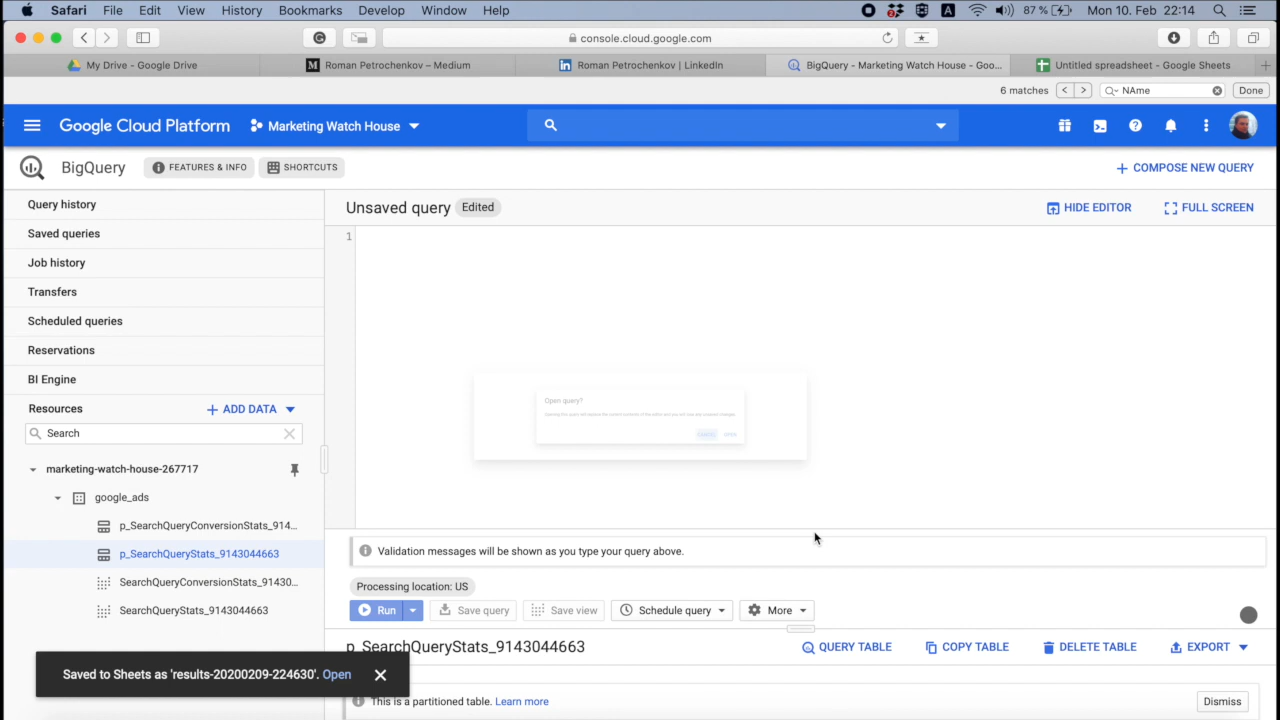 Safari File Edit View History Bookmarks Develop Window Help 2 A 87 % Mon 10. Feb 22:14
console.cloud.google.com
My Drive - Google Drive
Roman Petrochenkov – Medium
Roman Petrochenkov | LinkedIn
BigQuery - Marketing Watch House - Goo...
Untitled spreadsheet - Google Sheets
6 matches NAme Done
Google Cloud Platform Marketing Watch House
BigQuery FEATURES & INFO SHORTCUTS COMPOSE NEW QUERY
Query history
Saved queries
Job history
Transfers
Scheduled queries
Reservations
BI Engine
Resources ADD DATA
Search
marketing-watch-house-267717
google_ads
p_SearchQueryConversionStats_914...
p_SearchQueryStats_9143044663
SearchQueryConversionStats_91430...
SearchQueryStats_9143044663
Unsaved query Edited HIDE EDITOR FULL SCREEN
1
Open query?
Validation messages will be shown as you type your query above.
Processing location: US
Run Save query Save view Schedule query More
p_SearchQueryStats_9143044663 QUERY TABLE COPY TABLE DELETE TABLE EXPORT
This is a partitioned table. Learn more Dismiss
Saved to Sheets as 'results-20200209-224630'. Open